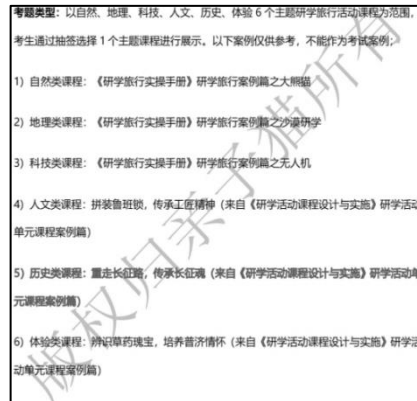 考题类型：以自然、地理、科技、人文、历史、体验 6 个主题研学旅行活动课程为范围，
考生通过抽签选择 1 个主题课程进行展示。以下案例仅供参考，不能作为考试案例；
1）自然类课程：《研学旅行实操手册》研学旅行案例篇之大熊猫
2）地理类课程：《研学旅行实操手册》研学旅行案例篇之沙漠研学
3）科技类课程：《研学旅行实操手册》研学旅行案例篇之无人机
4）人文类课程：拼装鲁班锁，传承工匠精神（来自《研学活动课程设计与实施》研学活动
单元课程案例篇）
5）历史类课程：重走长征路，传承长征魂（来自《研学活动课程设计与实施》研学活动单
元课程案例篇）
6）体验类课程：辨识草药瑰宝，培养普济情怀（来自《研学活动课程设计与实施》研学活
动单元课程案例篇）
版权归亲子猫所有